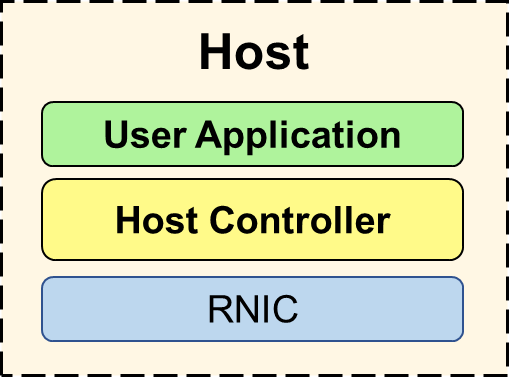 Host
User Application
Host Controller
RNIC